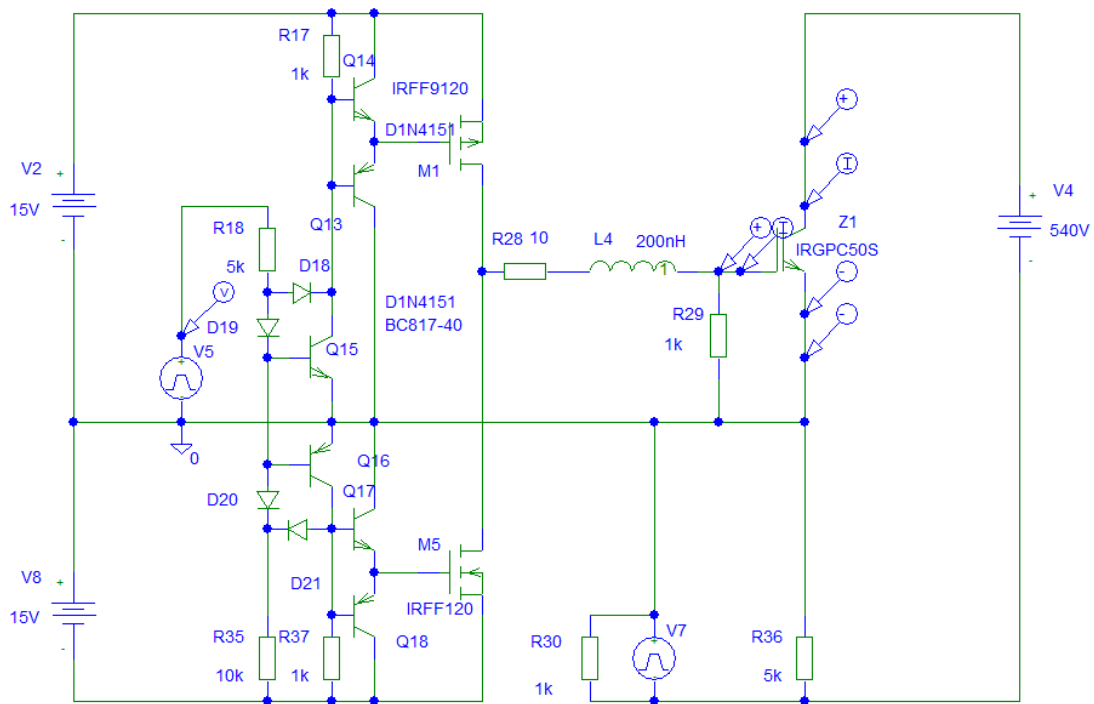 R17
1k
Q14
IRFF9120
D1N4151
M1
V2
+
15V
-
Q13
R18
5k
D18
D19
V
V5
+
-
0
D1N4151
BC817-40
Q15
R28 10
L4
200nH
1
+
I
+
I
Z1
IRGPC50S
-
-
V4
+
540V
-
R29
1k
Q16
Q17
D20
D21
M5
IRFF120
Q18
V8
+
15V
-
R35
10k
R37
1k
R30
1k
V7
+
-
R36
5k